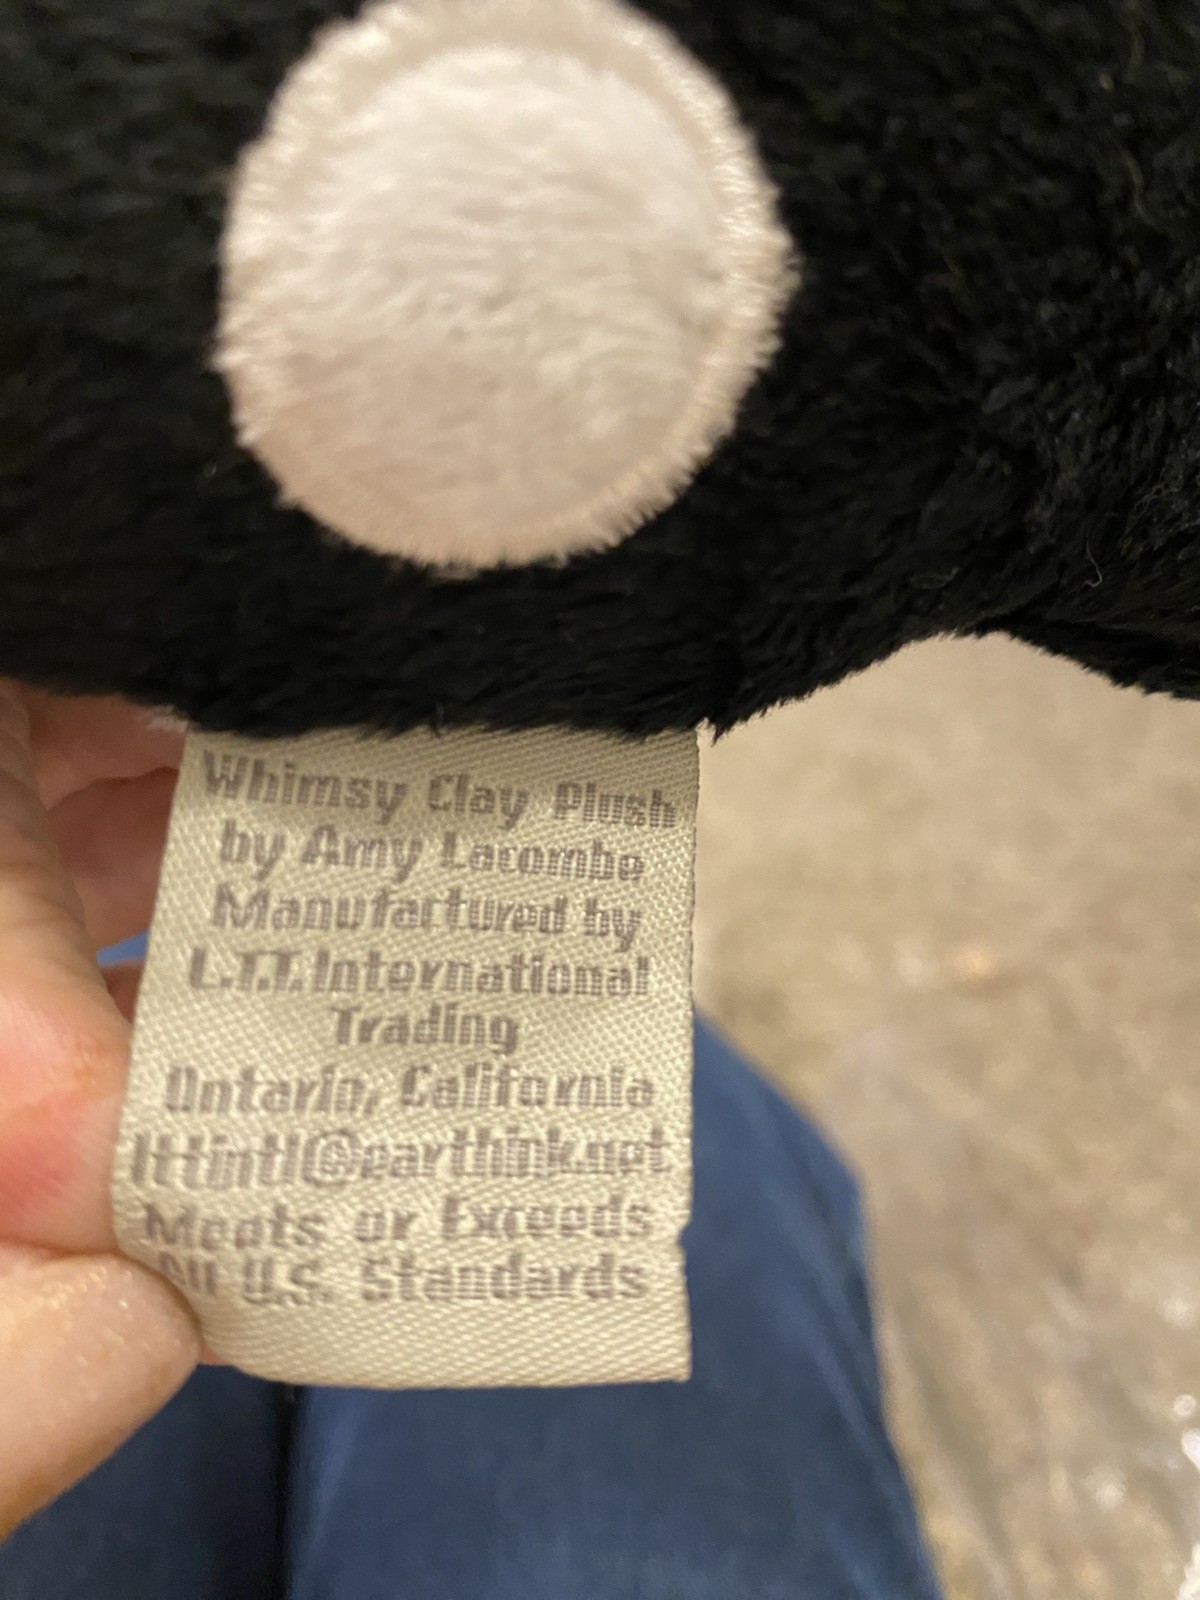 Whimsy Clay Plush
by Amy Lacombe
Manufactured by
L.T.T. International
Trading
Ontario, California
lttintl@earthink.net
Meets or Exceeds
All U.S. Standards